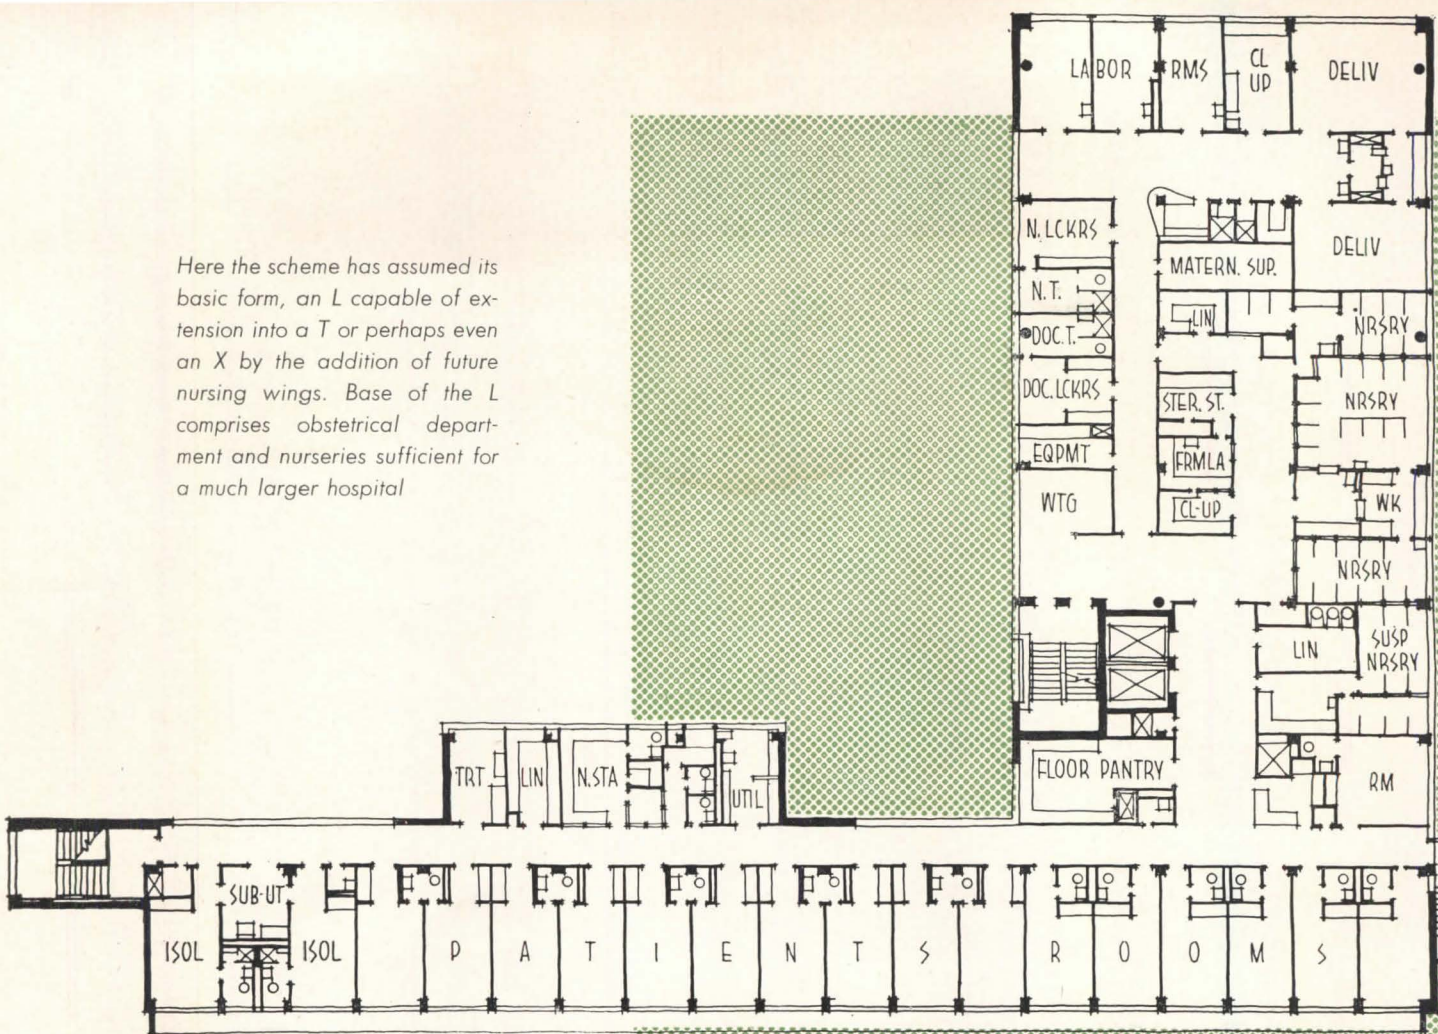 Here the scheme has assumed its
basic form, an L capable of ex-
tension into a T or perhaps even
an X by the addition of future
nursing wings. Base of the L
comprises obstetrical depart-
ment and nurseries sufficient for
a much larger hospital
LABOR RMS
CL
UP
DELIV
N. LCKRS
MATERN. SUP.
DELIV
N.T.
LIN
NRSRY
DOC.T.
DOC. LCKRS
STER. ST.
NRSRY
EQPMT
FRMLA
WTG
CL-UP
WK
NRSRY
LIN
SUSP
NRSRY
TRT
LIN
N.STA
UTIL
FLOOR PANTRY
RM
SUB-UT
ISOL
ISOL
PATIENTS ROOMS